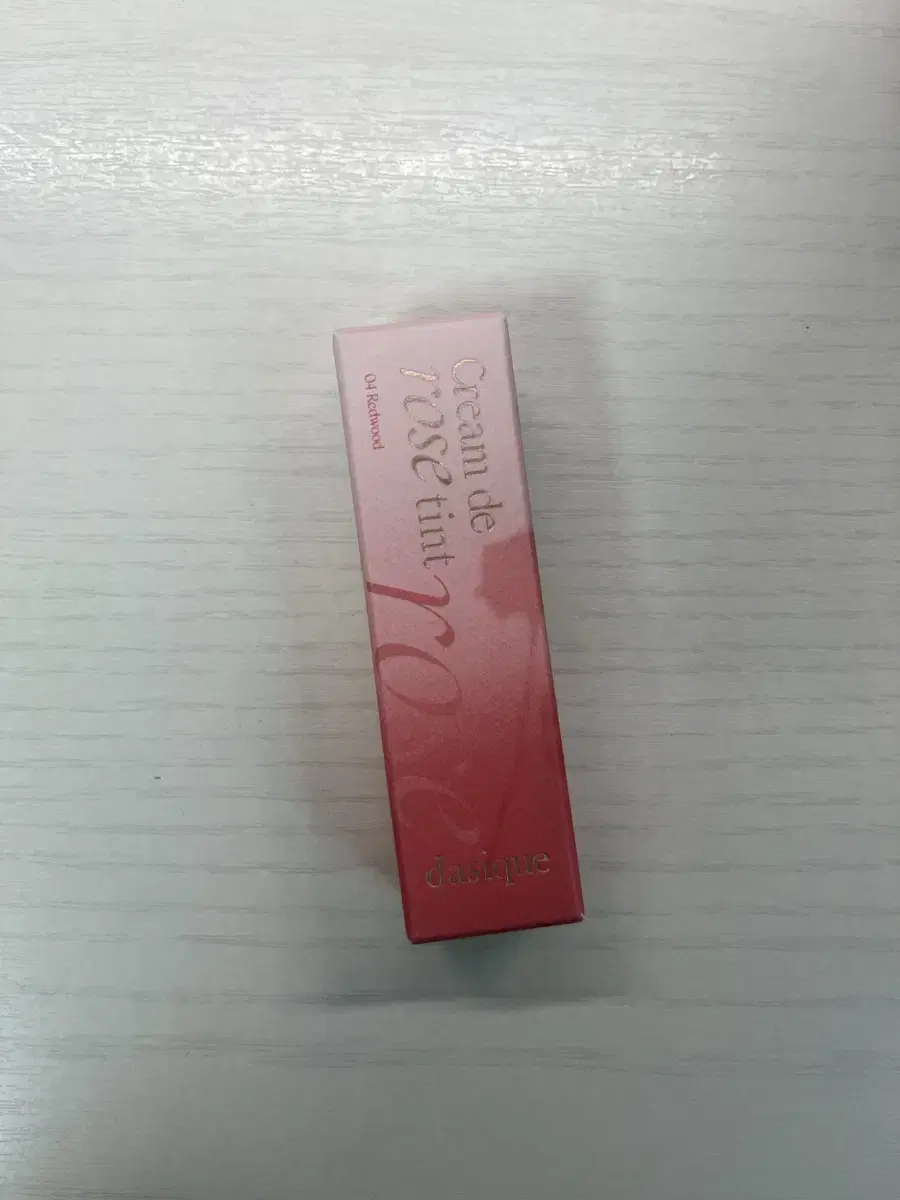 Cream de
rose tint
04 Redwood
rose
dasique